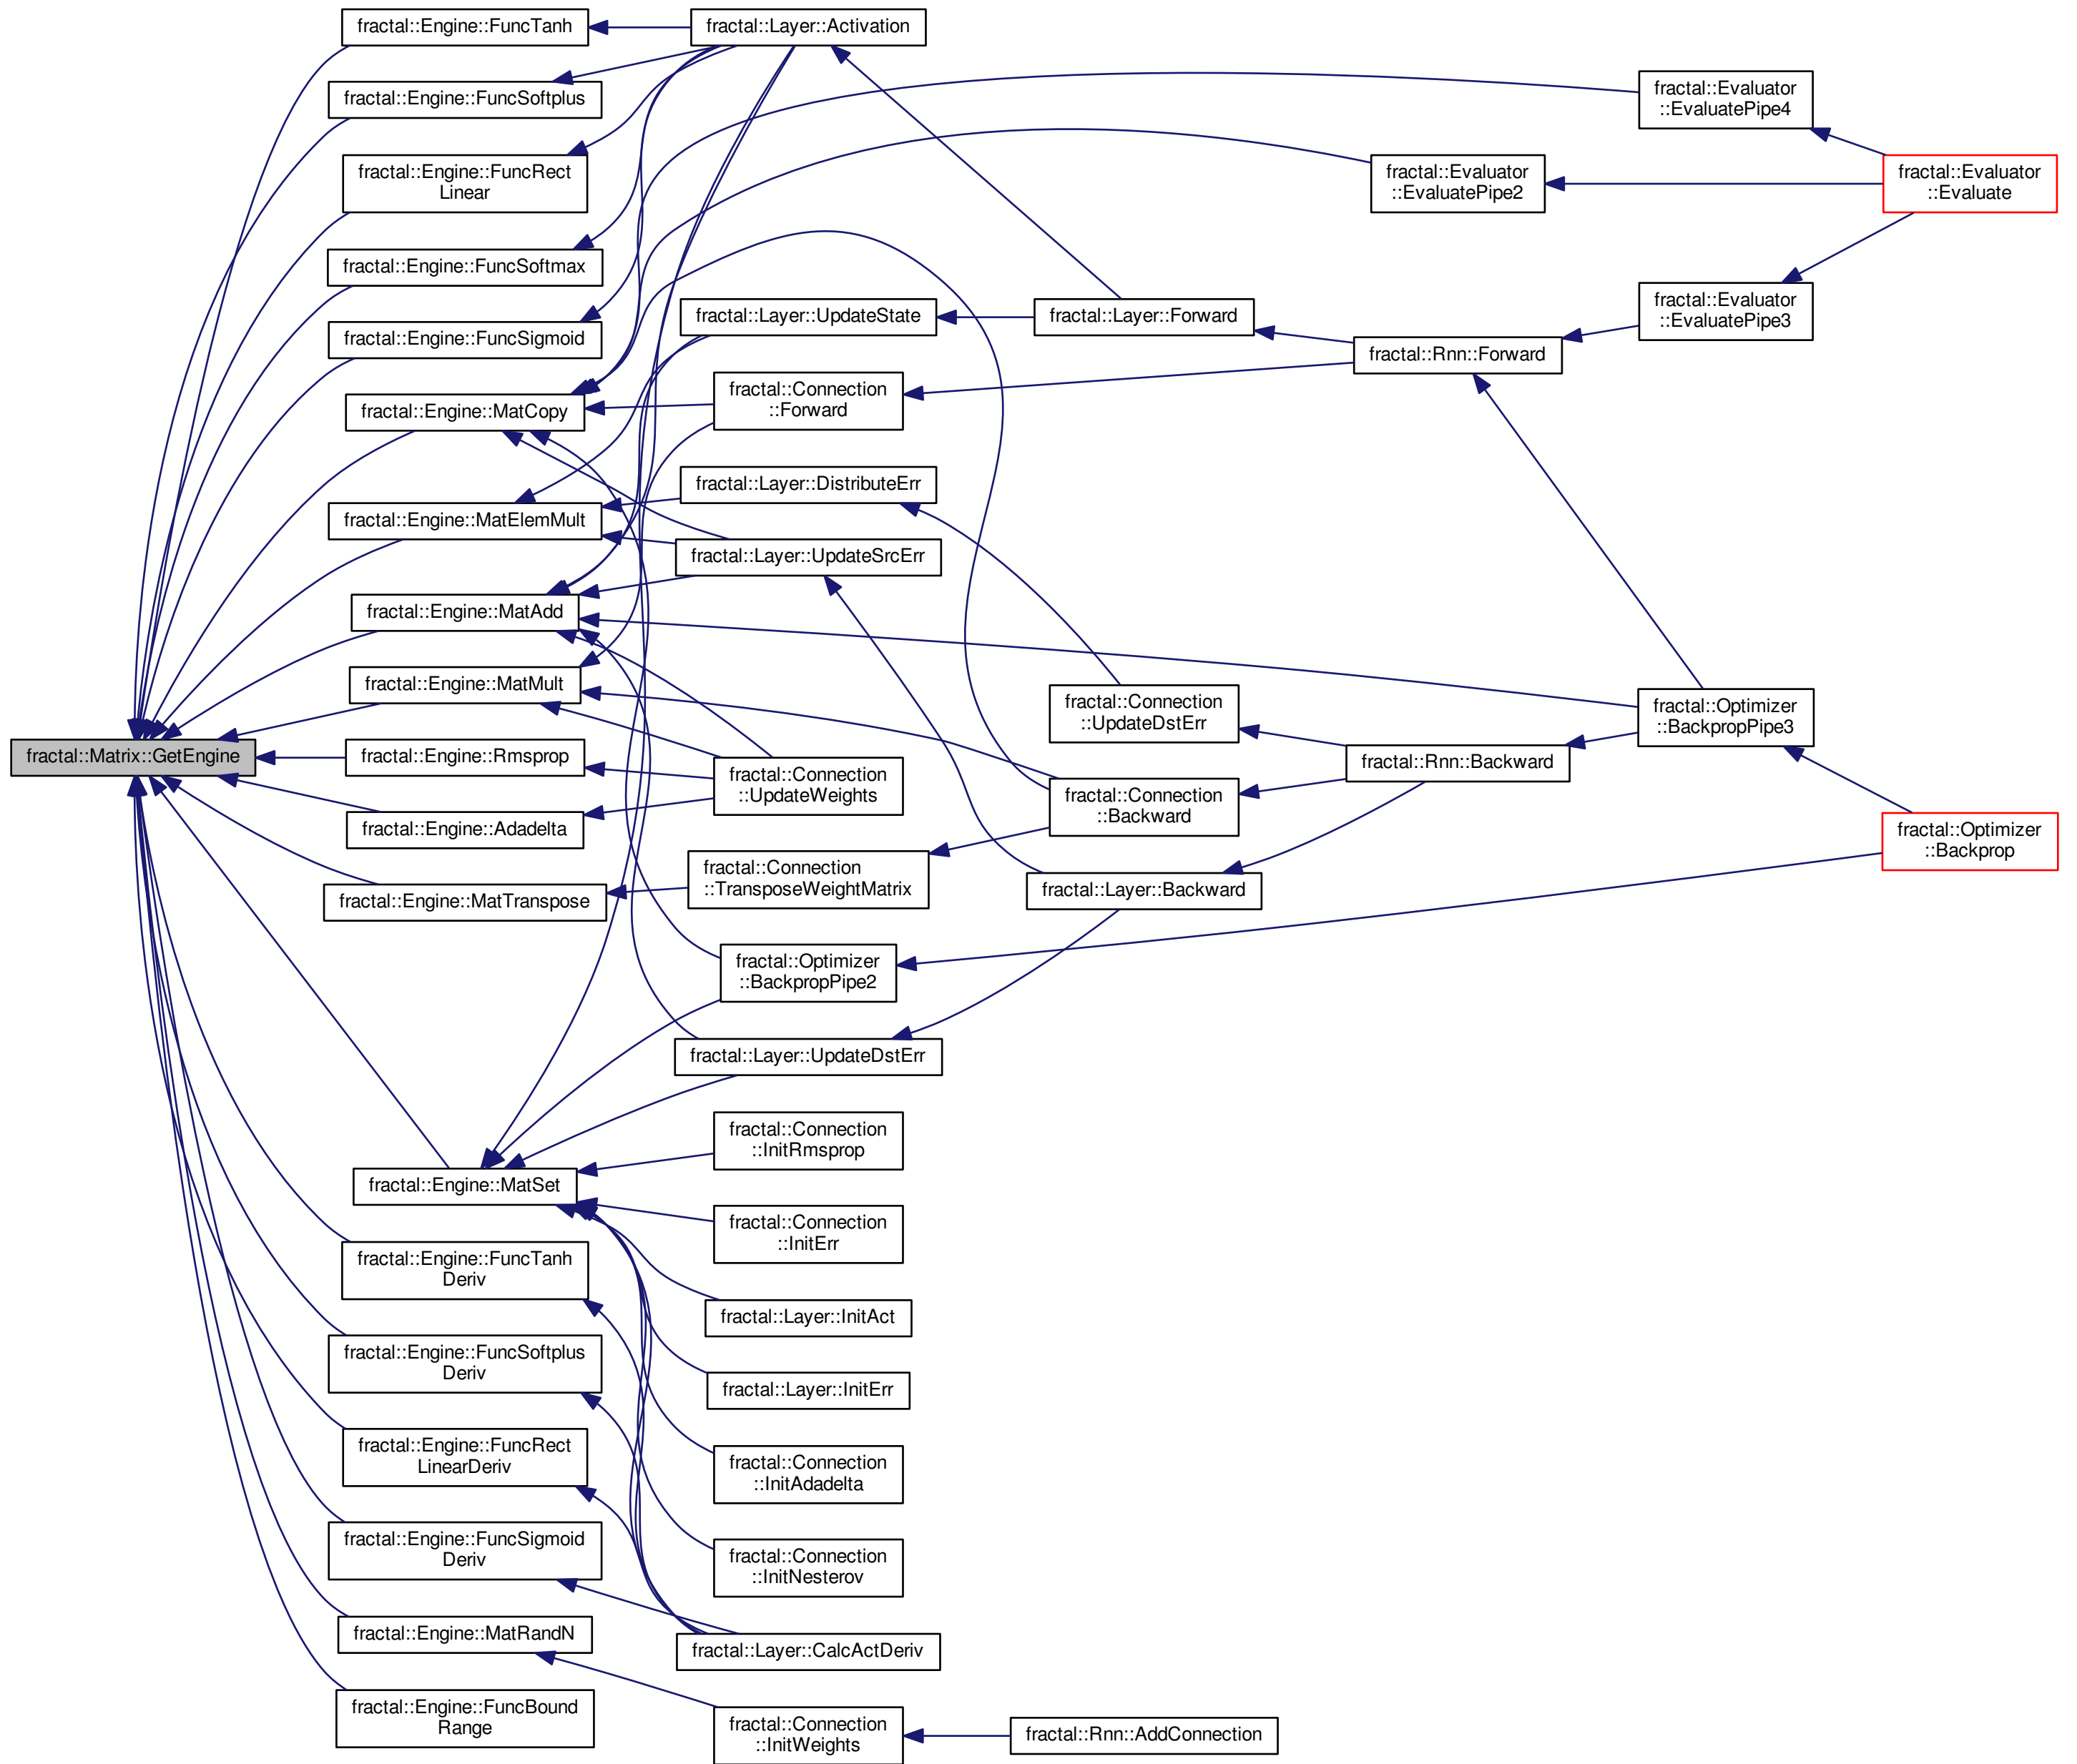 fractal::Matrix::GetEngine
fractal::Engine::FuncTanh
fractal::Engine::FuncSoftplus
fractal::Engine::FuncRect
Linear
fractal::Engine::FuncSoftmax
fractal::Engine::FuncSigmoid
fractal::Engine::MatCopy
fractal::Engine::MatElemMult
fractal::Engine::MatAdd
fractal::Engine::MatMult
fractal::Engine::Rmsprop
fractal::Engine::Adadelta
fractal::Engine::MatTranspose
fractal::Engine::MatSet
fractal::Engine::FuncTanh
Deriv
fractal::Engine::FuncSoftplus
Deriv
fractal::Engine::FuncRect
LinearDeriv
fractal::Engine::FuncSigmoid
Deriv
fractal::Engine::MatRandN
fractal::Engine::FuncBound
Range
fractal::Layer::Activation
fractal::Layer::UpdateState
fractal::Connection
::Forward
fractal::Layer::DistributeErr
fractal::Layer::UpdateSrcErr
fractal::Connection
::UpdateWeights
fractal::Connection
::TransposeWeightMatrix
fractal::Optimizer
::BackpropPipe2
fractal::Layer::UpdateDstErr
fractal::Connection
::InitRmsprop
fractal::Connection
::InitErr
fractal::Layer::InitAct
fractal::Layer::InitErr
fractal::Connection
::InitAdadelta
fractal::Connection
::InitNesterov
fractal::Layer::CalcActDeriv
fractal::Connection
::InitWeights
fractal::Layer::Forward
fractal::Connection
::UpdateDstErr
fractal::Connection
::Backward
fractal::Layer::Backward
fractal::Rnn::AddConnection
fractal::Evaluator
::EvaluatePipe2
fractal::Rnn::Forward
fractal::Rnn::Backward
fractal::Evaluator
::EvaluatePipe4
fractal::Evaluator
::EvaluatePipe3
fractal::Optimizer
::BackpropPipe3
fractal::Evaluator
::Evaluate
fractal::Optimizer
::Backprop